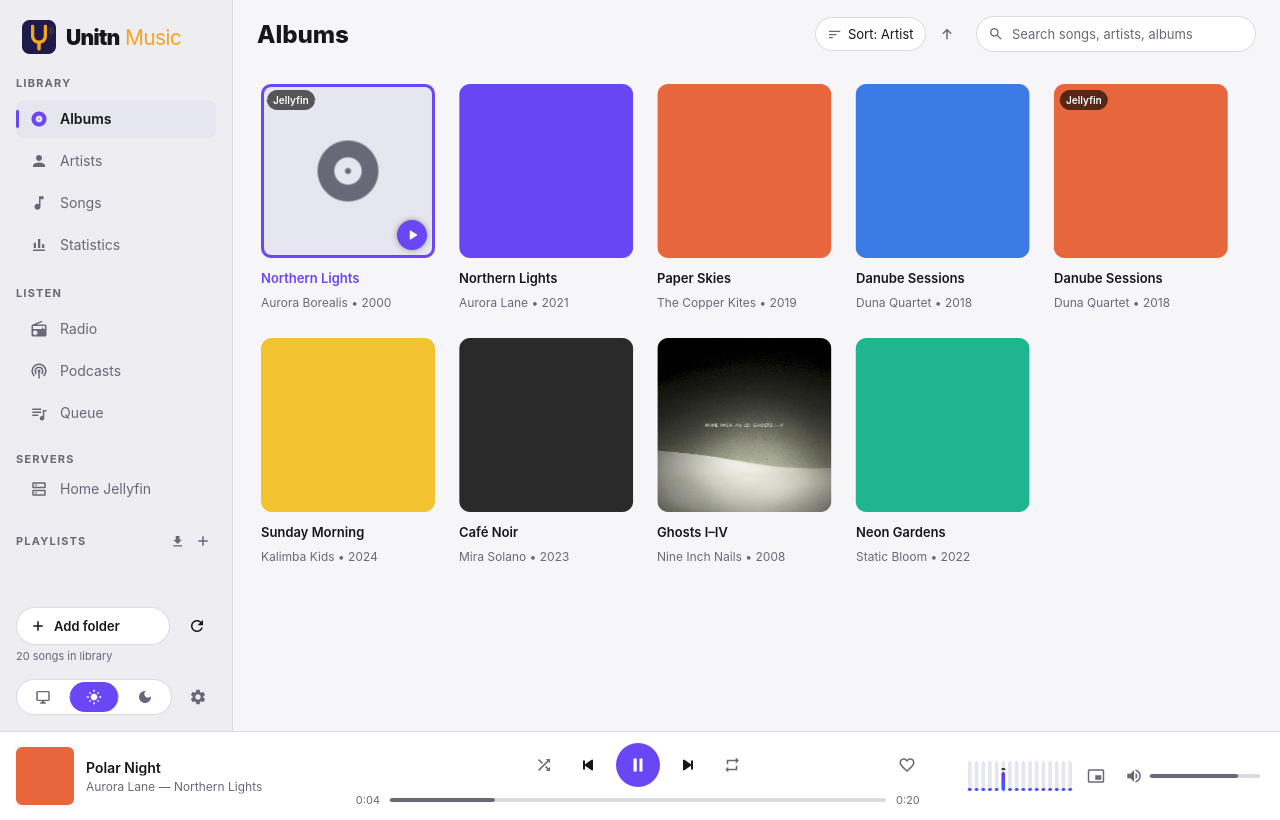 Unitn Music
LIBRARY
Albums
Artists
Songs
Statistics
LISTEN
Radio
Podcasts
Queue
SERVERS
Home Jellyfin
PLAYLISTS
Add folder
20 songs in library
Albums
Sort: Artist
Search songs, artists, albums
Jellyfin
Northern Lights
Aurora Borealis • 2000
Northern Lights
Aurora Lane • 2021
Paper Skies
The Copper Kites • 2019
Danube Sessions
Duna Quartet • 2018
Jellyfin
Danube Sessions
Duna Quartet • 2018
Sunday Morning
Kalimba Kids • 2024
Café Noir
Mira Solano • 2023
Ghosts I–IV
Nine Inch Nails • 2008
Neon Gardens
Static Bloom • 2022
Polar Night
Aurora Lane — Northern Lights
0:04
0:20